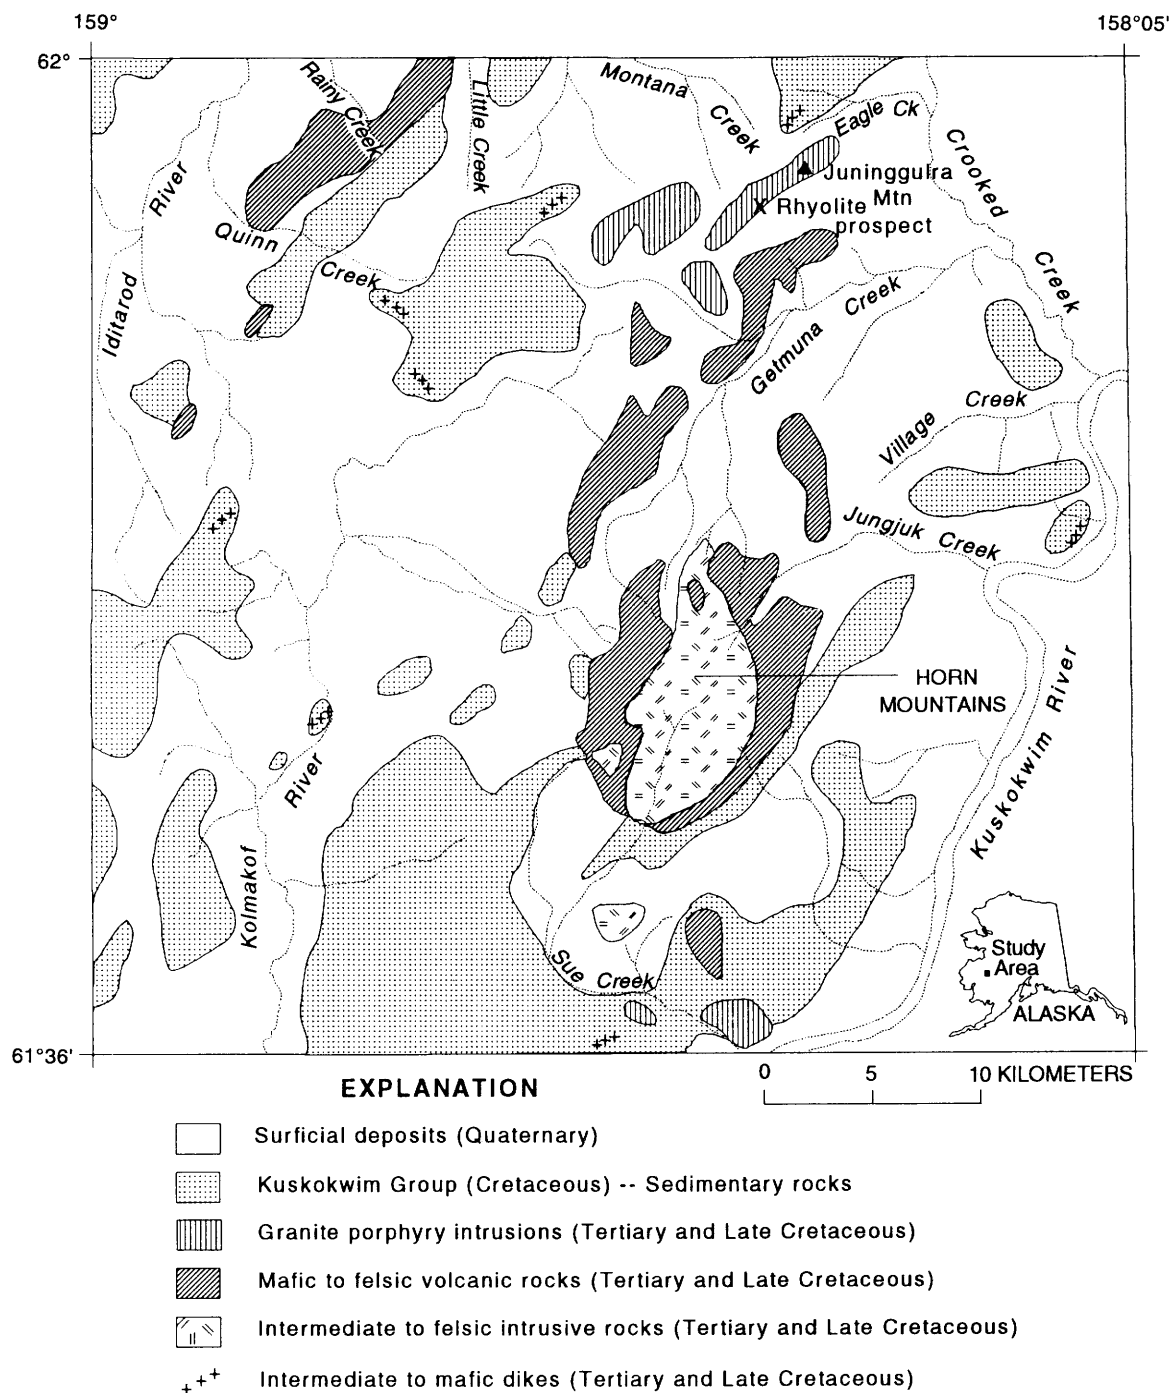 159°
158°05'
62°
Rainy Creek
Little Creek
Montana Creek
Eagle Ck
Juninggulra
Mtn
Rhyolite
prospect
Crooked Creek
River
Iditarod
Quinn Creek
Getmuna Creek
Village Creek
Jungjuk Creek
HORN
MOUNTAINS
Kuskokwim River
River
Kolmakof
Sue Creek
Study
Area
ALASKA
61°36'
EXPLANATION
0 5 10 KILOMETERS
Surficial deposits (Quaternary)
Kuskokwim Group (Cretaceous) -- Sedimentary rocks
Granite porphyry intrusions (Tertiary and Late Cretaceous)
Mafic to felsic volcanic rocks (Tertiary and Late Cretaceous)
Intermediate to felsic intrusive rocks (Tertiary and Late Cretaceous)
Intermediate to mafic dikes (Tertiary and Late Cretaceous)